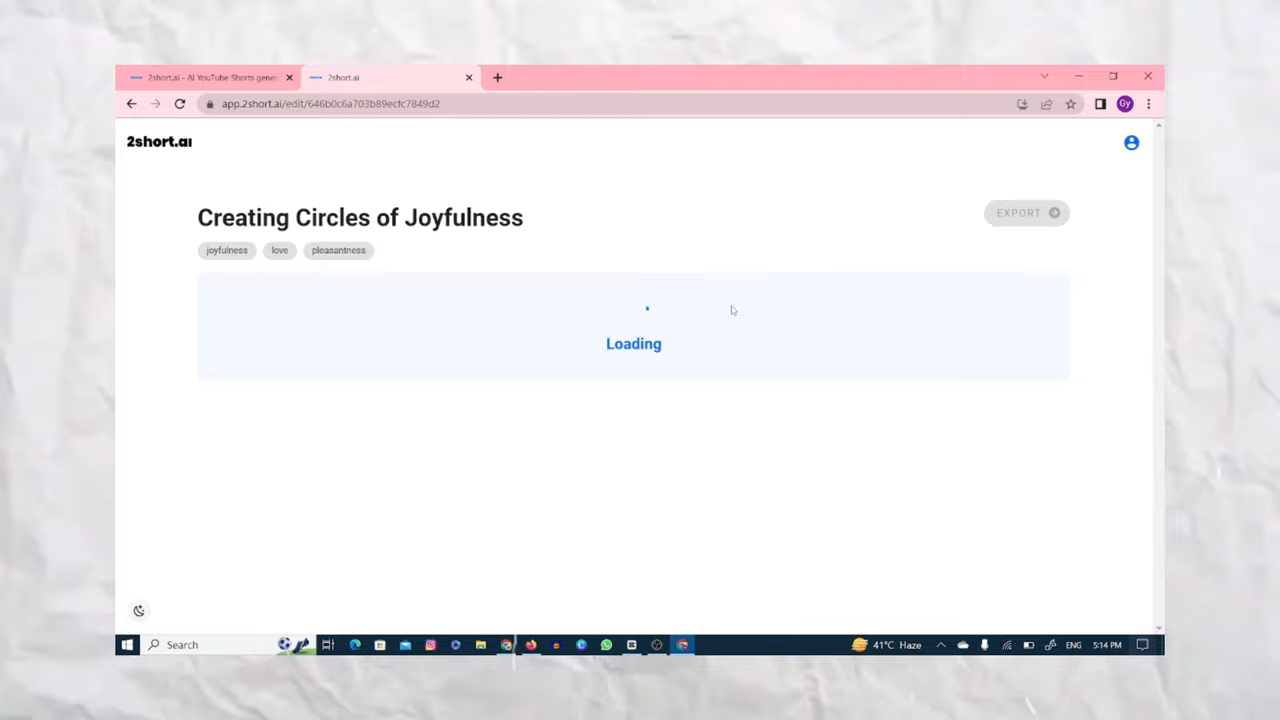 2short.ai - AI YouTube Shorts gene
2short.ai
app.2short.ai/edit/646b0c6a703b89ecfc7849d2
Gy
2short.ai
Creating Circles of Joyfulness
EXPORT
joyfulness love pleasantness
Loading
Search
41°C Haze
ENG
5:14 PM